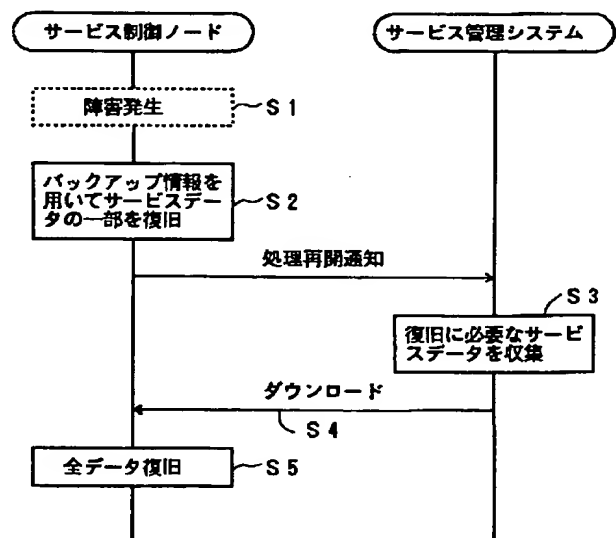 サービス制御ノード
サービス管理システム
障害発生
S1
バックアップ情報を
用いてサービスデー
タの一部を復旧
S2
処理再開通知
S3
復旧に必要なサービ
スデータを収集
ダウンロード
S4
全データ復旧
S5